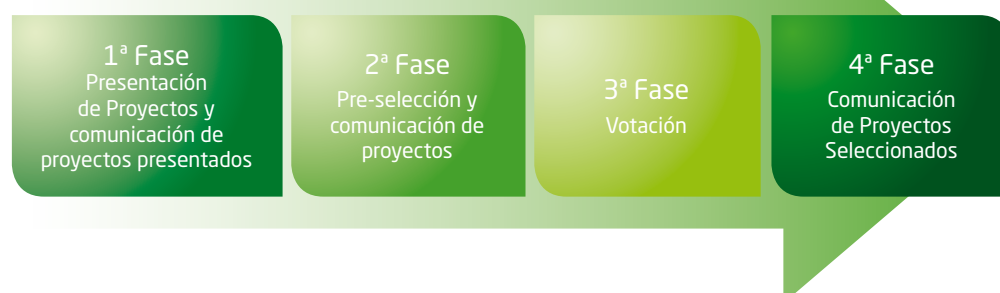 1ª Fase
Presentación
de Proyectos y
comunicación de
proyectos presentados
2ª Fase
Pre-selección y
comunicación de
proyectos
3ª Fase
Votación
4ª Fase
Comunicación
de Proyectos
Seleccionados